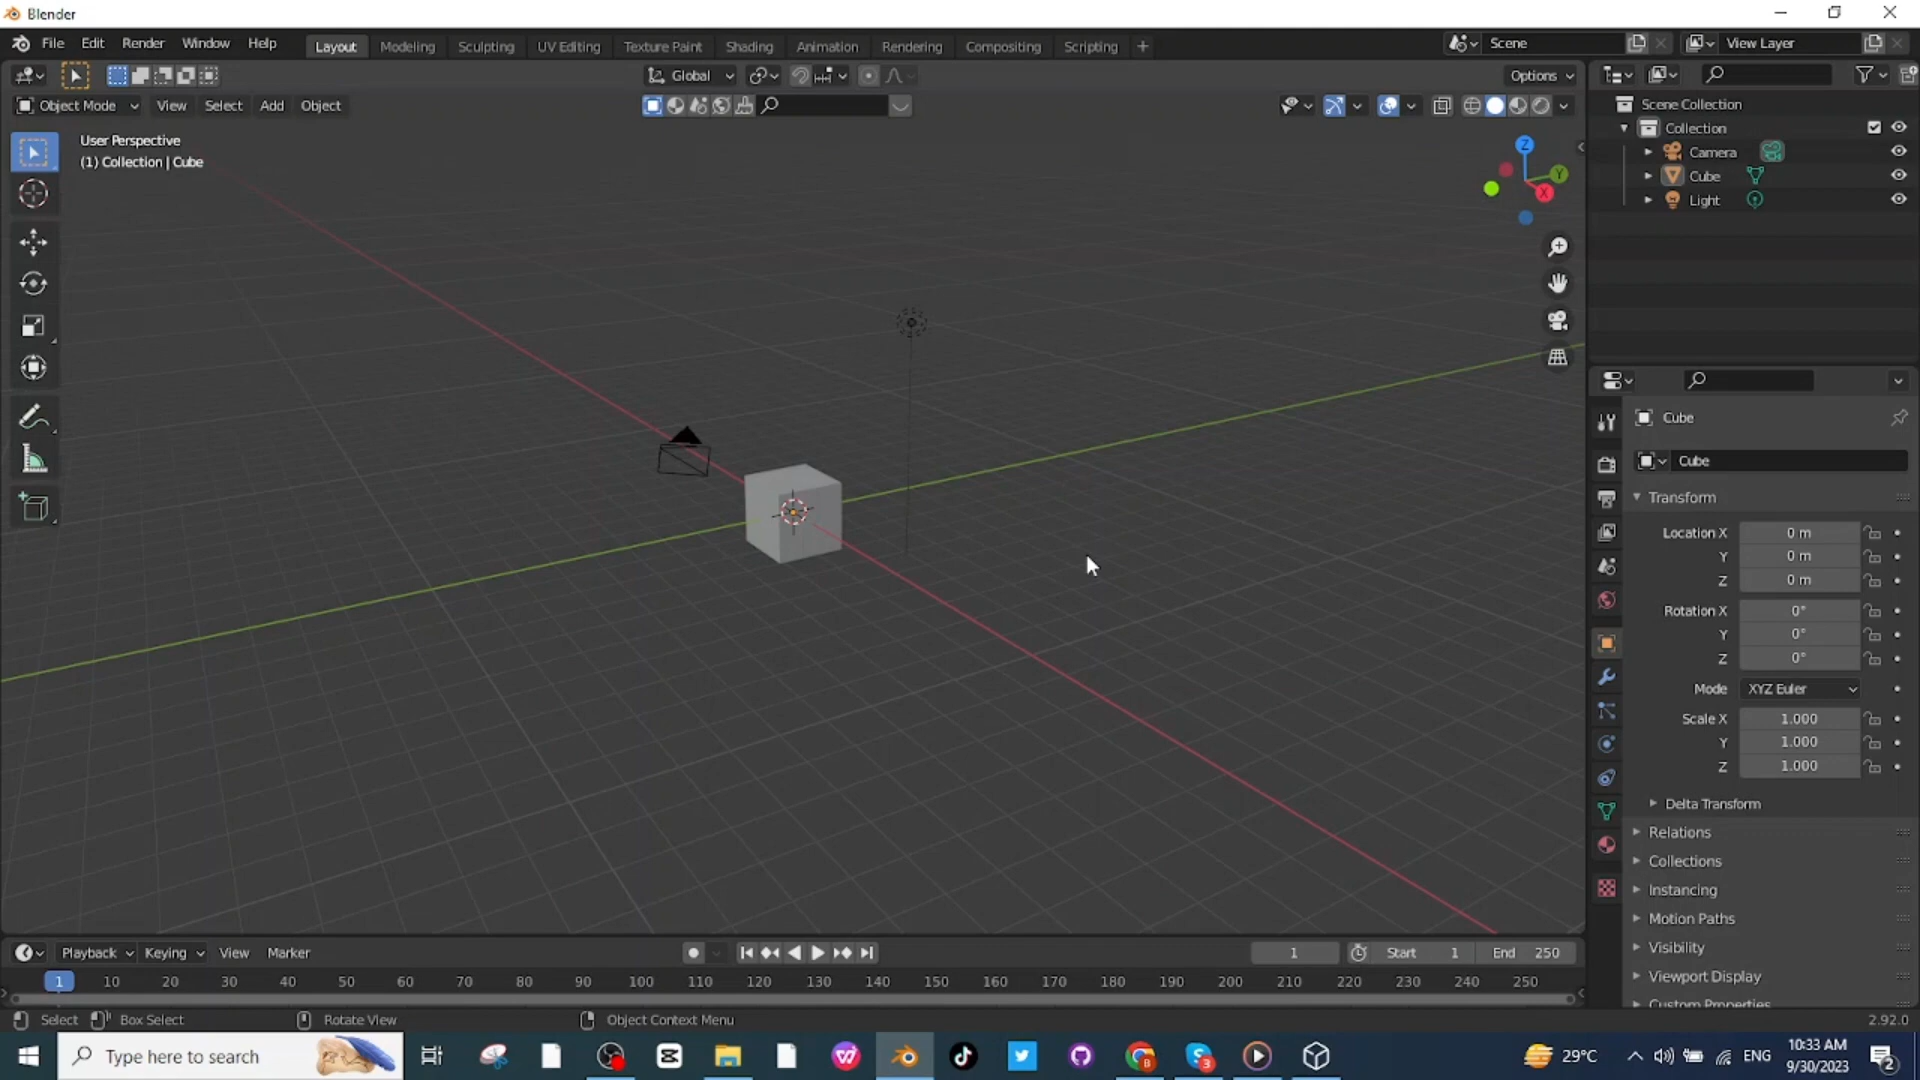 Blender
File Edit Render Window Help Layout Modeling Sculpting UV Editing Texture Paint Shading Animation Rendering Compositing Scripting + Scene View Layer
Global Options
Object Mode View Select Add Object
User Perspective
(1) Collection | Cube
Z
Y
X
Scene Collection
Collection
Camera
Cube
Light
Cube
Cube
Transform
Location X 0 m
Y 0 m
Z 0 m
Rotation X 0°
Y 0°
Z 0°
Mode XYZ Euler
Scale X 1.000
Y 1.000
Z 1.000
Delta Transform
Relations
Collections
Instancing
Motion Paths
Visibility
Viewport Display
Custom Properties
Playback Keying View Marker 1 Start 1 End 250
1 10 20 30 40 50 60 70 80 90 100 110 120 130 140 150 160 170 180 190 200 210 220 230 240 250
Select Box Select Rotate View Object Context Menu 2.92.0
Type here to search 29°C ENG 10:33 AM
9/30/2023